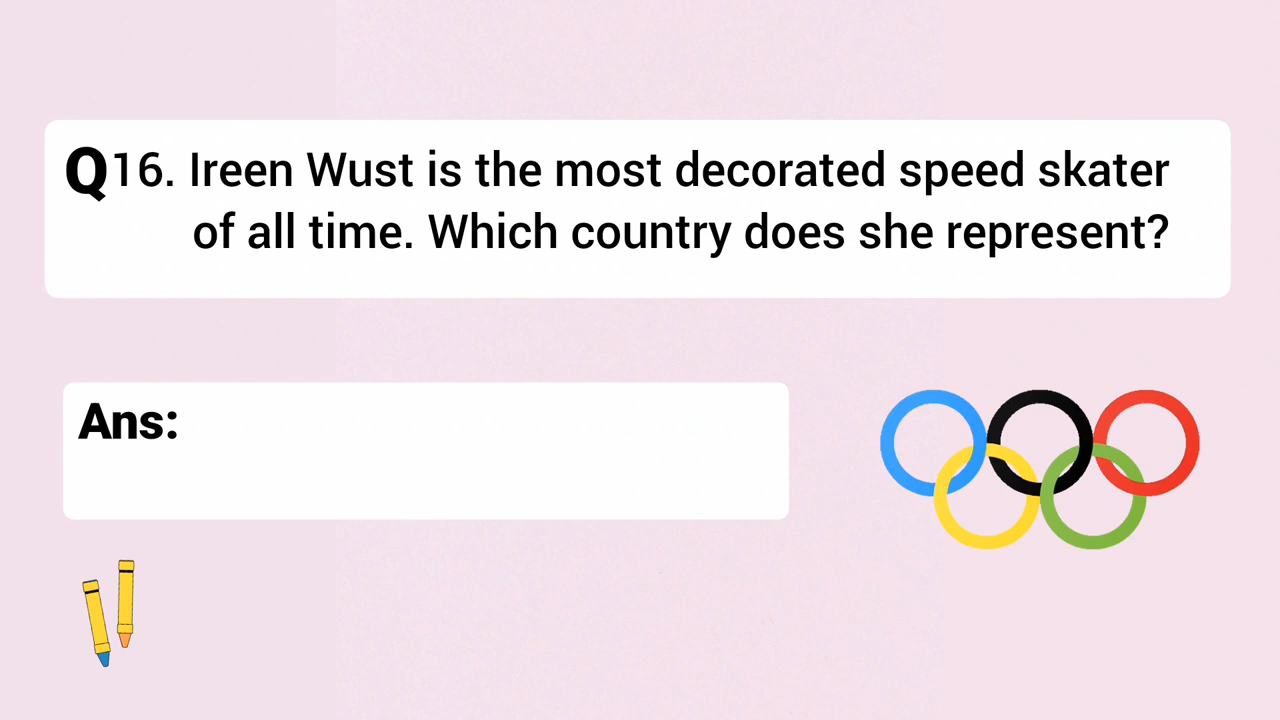 Q16. Ireen Wust is the most decorated speed skater
of all time. Which country does she represent?
Ans: